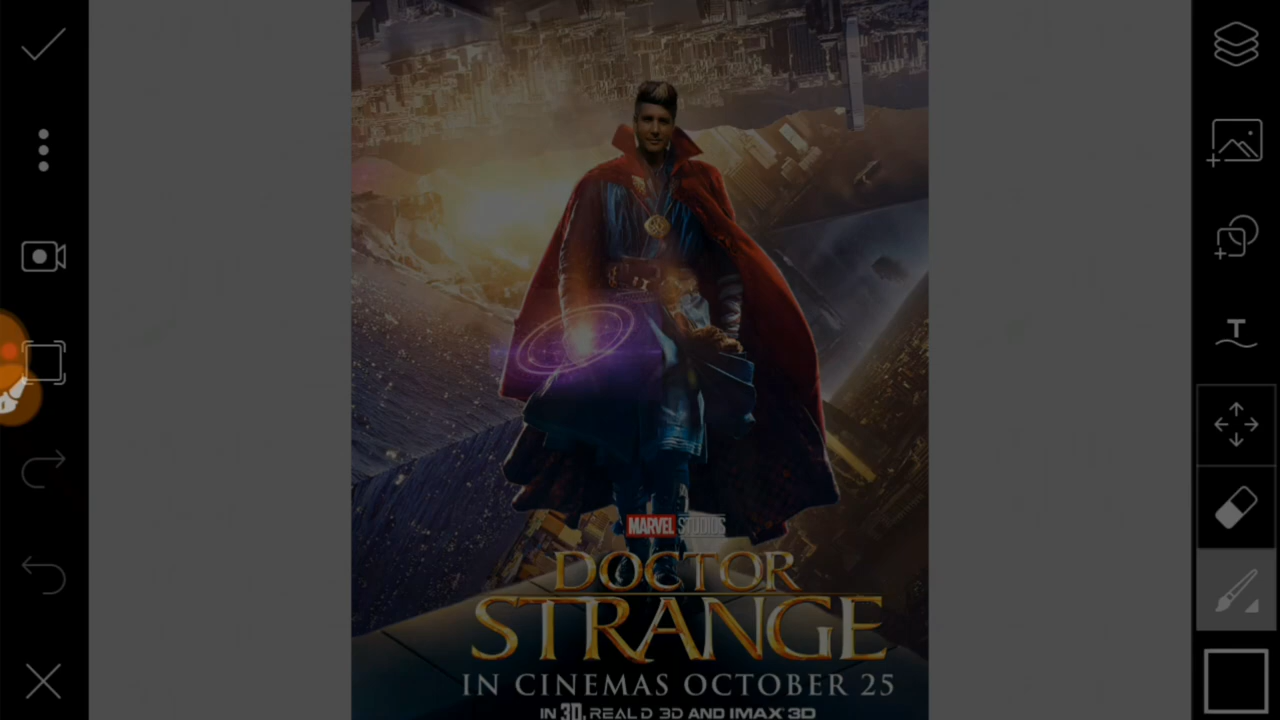 MARVEL STUDIOS
DOCTOR
STRANGE
IN CINEMAS OCTOBER 25
IN 3D, REAL D 3D AND IMAX 3D
T